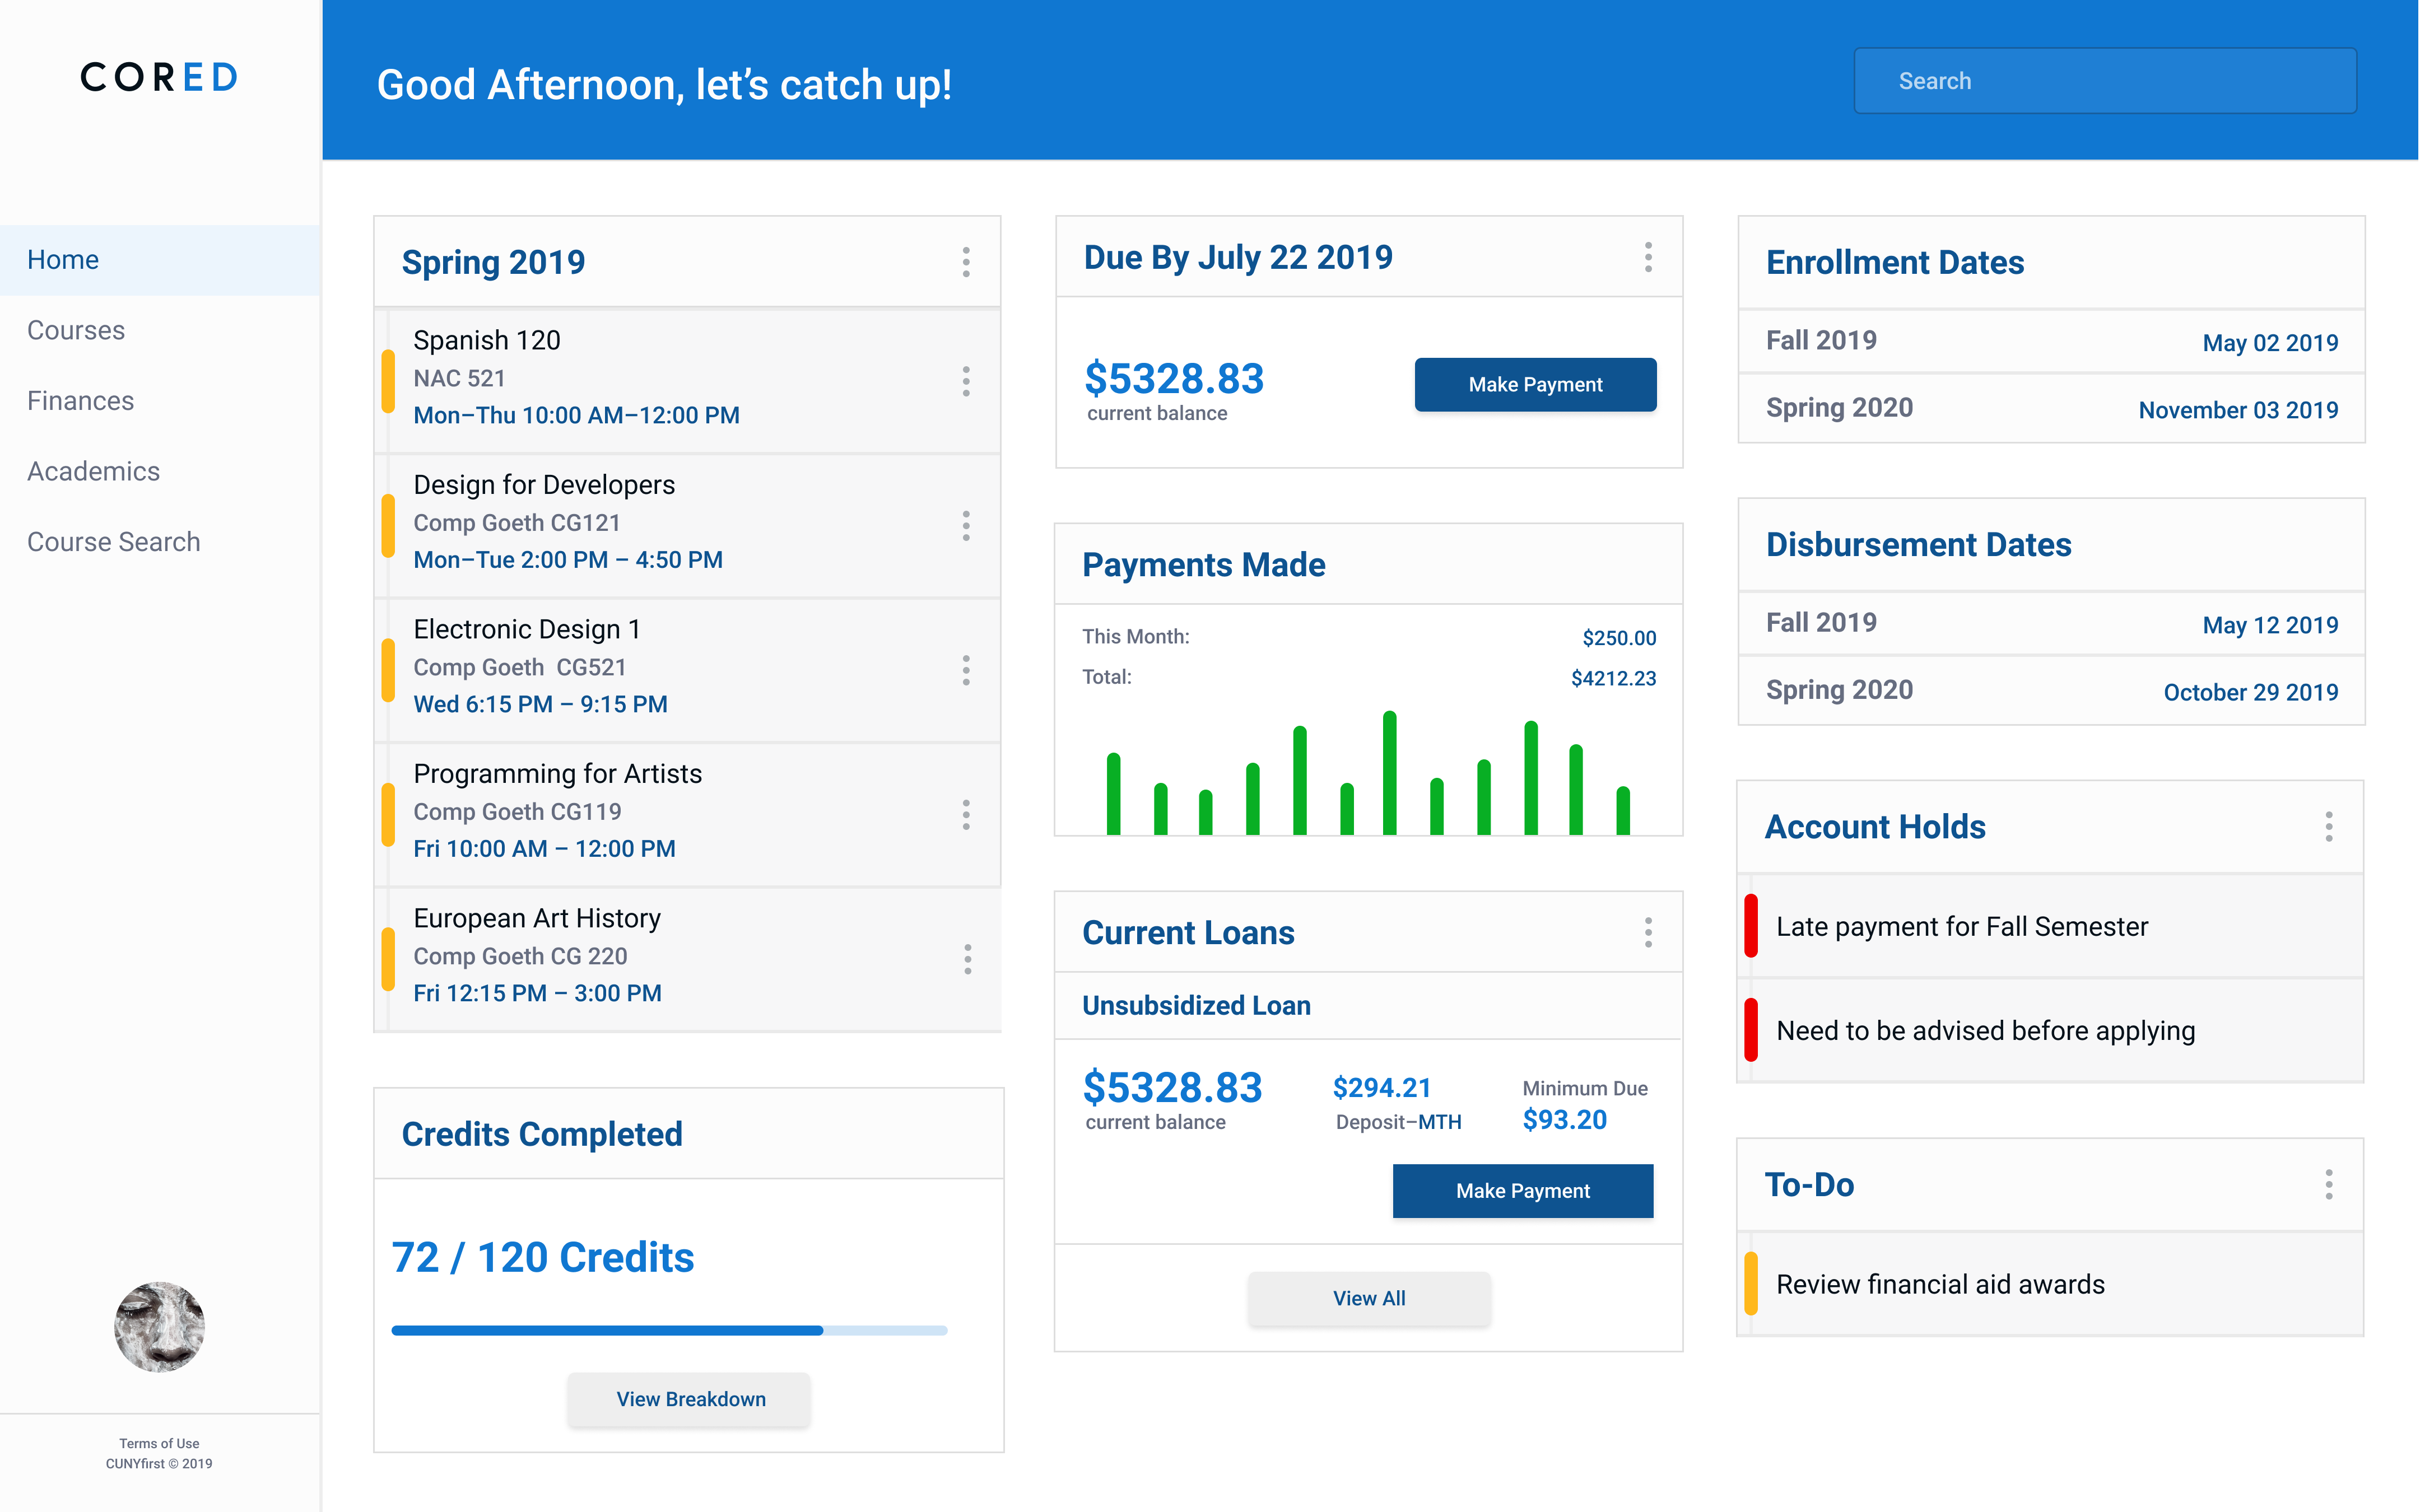 CORED
Home
Courses
Finances
Academics
Course Search
Terms of Use
CUNYfirst © 2019
Good Afternoon, let’s catch up!
Search
Spring 2019
Spanish 120
NAC 521
Mon–Thu 10:00 AM–12:00 PM
Design for Developers
Comp Goeth CG121
Mon–Tue 2:00 PM – 4:50 PM
Electronic Design 1
Comp Goeth  CG521
Wed 6:15 PM – 9:15 PM
Programming for Artists
Comp Goeth CG119
Fri 10:00 AM – 12:00 PM
European Art History
Comp Goeth CG 220
Fri 12:15 PM – 3:00 PM
Credits Completed
72 / 120 Credits
View Breakdown
Due By July 22 2019
$5328.83
current balance
Make Payment
Payments Made
This Month: $250.00
Total: $4212.23
Current Loans
Unsubsidized Loan
$5328.83
current balance
$294.21
Deposit–MTH
Minimum Due
$93.20
Make Payment
View All
Enrollment Dates
Fall 2019 May 02 2019
Spring 2020 November 03 2019
Disbursement Dates
Fall 2019 May 12 2019
Spring 2020 October 29 2019
Account Holds
Late payment for Fall Semester
Need to be advised before applying
To-Do
Review financial aid awards